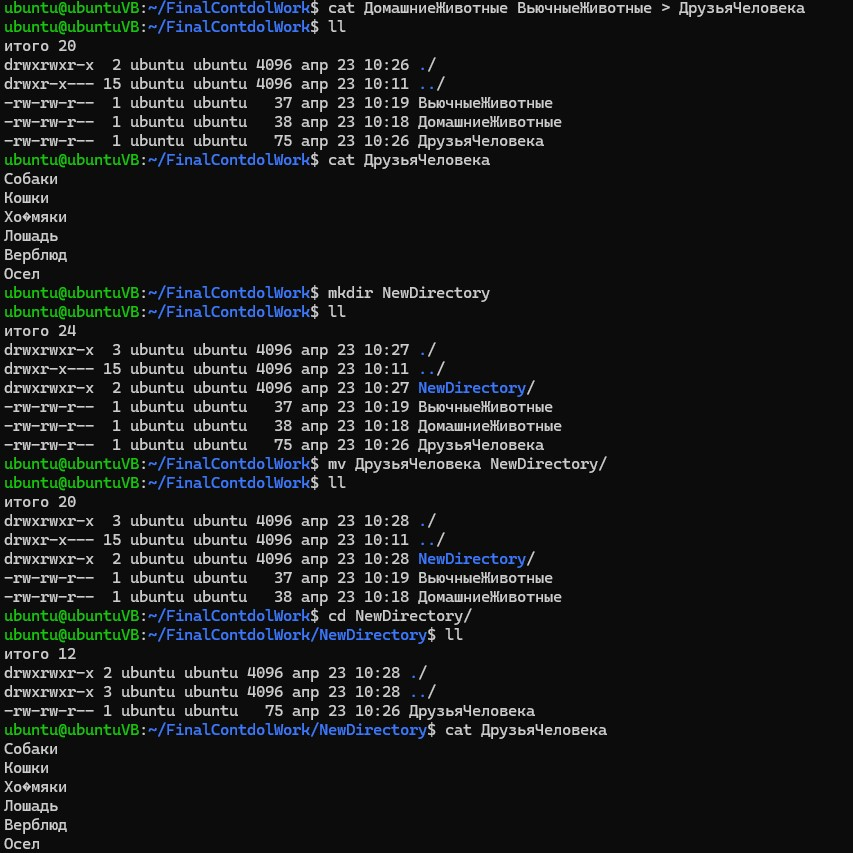 ubuntu@ubuntuVB:~/FinalContdolWork$ cat ДомашниеЖивотные ВьючныеЖивотные > ДрузьяЧеловека
ubuntu@ubuntuVB:~/FinalContdolWork$ ll
итого 20
drwxrwxr-x  2 ubuntu ubuntu 4096 апр 23 10:26 ./
drwxr-x--- 15 ubuntu ubuntu 4096 апр 23 10:11 ../
-rw-rw-r--  1 ubuntu ubuntu   37 апр 23 10:19 ВьючныеЖивотные
-rw-rw-r--  1 ubuntu ubuntu   38 апр 23 10:18 ДомашниеЖивотные
-rw-rw-r--  1 ubuntu ubuntu   75 апр 23 10:26 ДрузьяЧеловека
ubuntu@ubuntuVB:~/FinalContdolWork$ cat ДрузьяЧеловека
Собаки
Кошки
Хо�мяки
Лошадь
Верблюд
Осел
ubuntu@ubuntuVB:~/FinalContdolWork$ mkdir NewDirectory
ubuntu@ubuntuVB:~/FinalContdolWork$ ll
итого 24
drwxrwxr-x  3 ubuntu ubuntu 4096 апр 23 10:27 ./
drwxr-x--- 15 ubuntu ubuntu 4096 апр 23 10:11 ../
drwxrwxr-x  2 ubuntu ubuntu 4096 апр 23 10:27 NewDirectory/
-rw-rw-r--  1 ubuntu ubuntu   37 апр 23 10:19 ВьючныеЖивотные
-rw-rw-r--  1 ubuntu ubuntu   38 апр 23 10:18 ДомашниеЖивотные
-rw-rw-r--  1 ubuntu ubuntu   75 апр 23 10:26 ДрузьяЧеловека
ubuntu@ubuntuVB:~/FinalContdolWork$ mv ДрузьяЧеловека NewDirectory/
ubuntu@ubuntuVB:~/FinalContdolWork$ ll
итого 20
drwxrwxr-x  3 ubuntu ubuntu 4096 апр 23 10:28 ./
drwxr-x--- 15 ubuntu ubuntu 4096 апр 23 10:11 ../
drwxrwxr-x  2 ubuntu ubuntu 4096 апр 23 10:28 NewDirectory/
-rw-rw-r--  1 ubuntu ubuntu   37 апр 23 10:19 ВьючныеЖивотные
-rw-rw-r--  1 ubuntu ubuntu   38 апр 23 10:18 ДомашниеЖивотные
ubuntu@ubuntuVB:~/FinalContdolWork$ cd NewDirectory/
ubuntu@ubuntuVB:~/FinalContdolWork/NewDirectory$ ll
итого 12
drwxrwxr-x 2 ubuntu ubuntu 4096 апр 23 10:28 ./
drwxrwxr-x 3 ubuntu ubuntu 4096 апр 23 10:28 ../
-rw-rw-r-- 1 ubuntu ubuntu   75 апр 23 10:26 ДрузьяЧеловека
ubuntu@ubuntuVB:~/FinalContdolWork/NewDirectory$ cat ДрузьяЧеловека
Собаки
Кошки
Хо�мяки
Лошадь
Верблюд
Осел